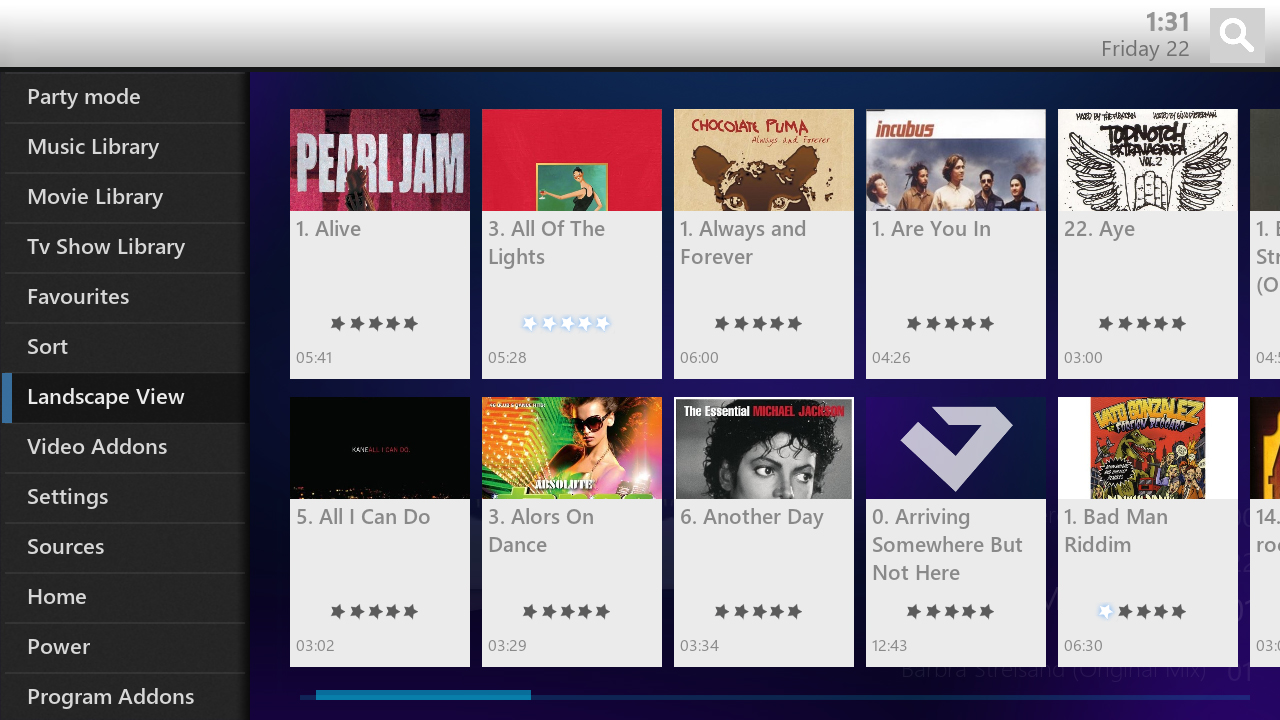 1:31
Friday 22
Party mode
Music Library
Movie Library
Tv Show Library
Favourites
Sort
Landscape View
Video Addons
Settings
Sources
Home
Power
Program Addons
PEARL JAM
1. Alive
05:41
3. All Of The
Lights
05:28
CHOCOLATE PUMA
Always and Forever
1. Always and
Forever
06:00
incubus
1. Are You In
04:26
TOPNOTCH
EXTRAVAGANZA
VOL.2
22. Aye
03:00
1.
Str
(O
04:5
KANE ALL I CAN DO.
5. All I Can Do
03:02
ABSOLUTE
3. Alors On
Dance
03:29
The Essential MICHAEL JACKSON
6. Another Day
03:34
0. Arriving
Somewhere But
Not Here
12:43
1. Bad Man
Riddim
06:30
14.
roc
03:0
Barbra Streisand (Original Mix) 01